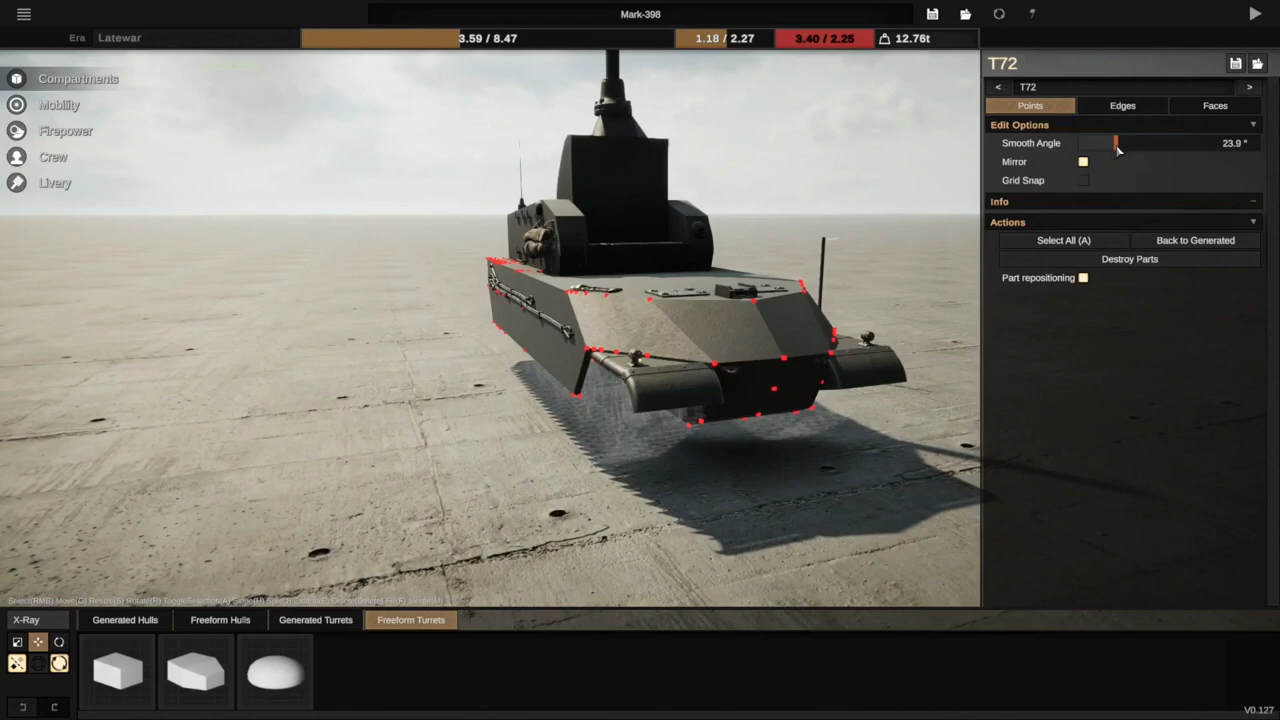 Mark-398
Era Latewar 3.59 / 8.47 1.18 / 2.27 3.40 / 2.25 12.76t
T72
Compartments
Mobility
Firepower
Crew
Livery
< T72 >
Points Edges Faces
Edit Options
Smooth Angle 23.9 °
Mirror
Grid Snap
Info
Actions
Select All (A) Back to Generated
Destroy Parts
Part repositioning
X-Ray Generated Hulls Freeform Hulls Generated Turrets Freeform Turrets
V0.127